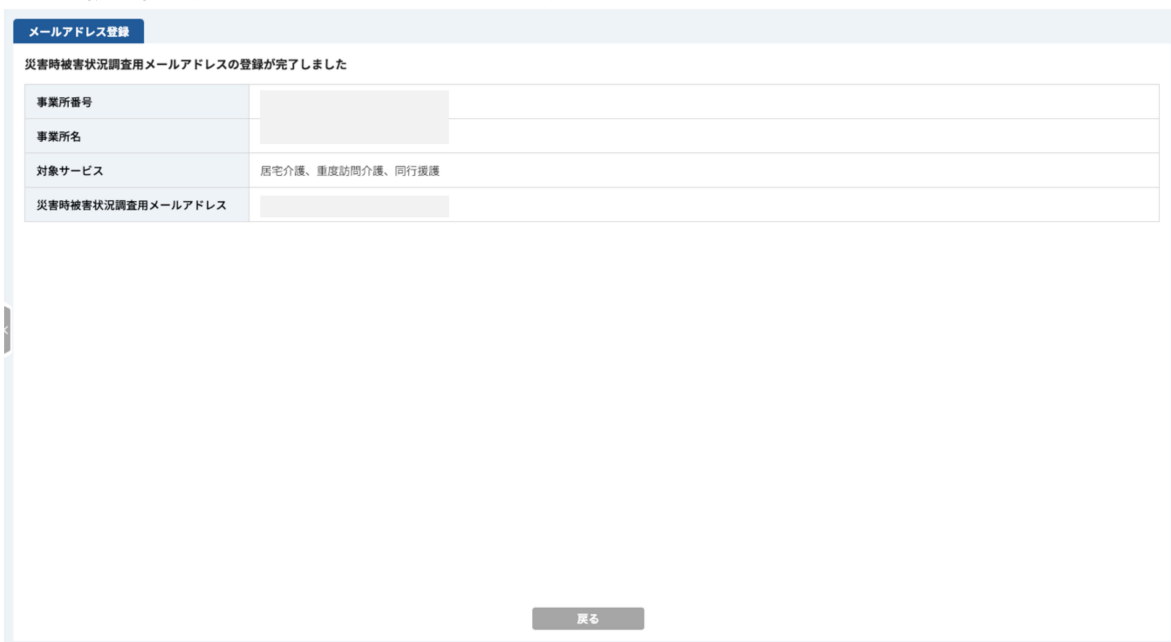 メールアドレス登録
災害時被害状況調査用メールアドレスの登録が完了しました
事業所番号
事業所名
対象サービス 居宅介護、重度訪問介護、同行援護
災害時被害状況調査用メールアドレス
戻る